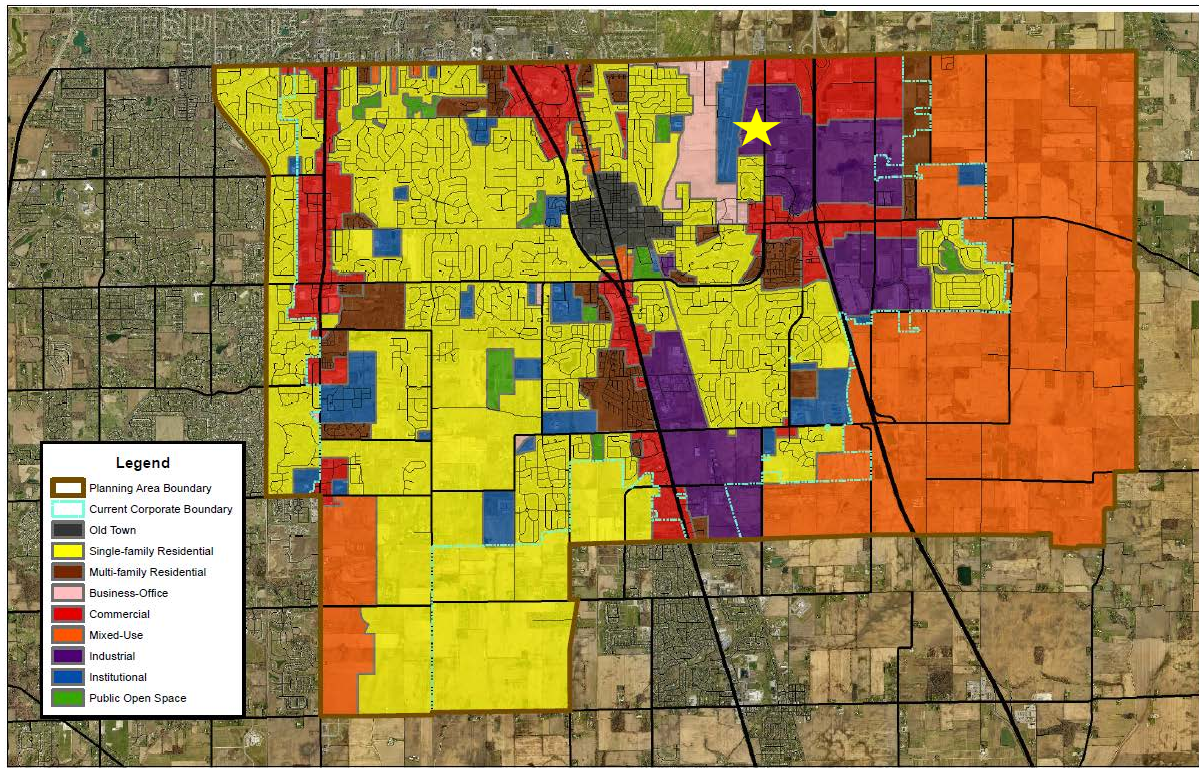 Legend
Planning Area Boundary
Current Corporate Boundary
Old Town
Single-family Residential
Multi-family Residential
Business-Office
Commercial
Mixed-Use
Industrial
Institutional
Public Open Space